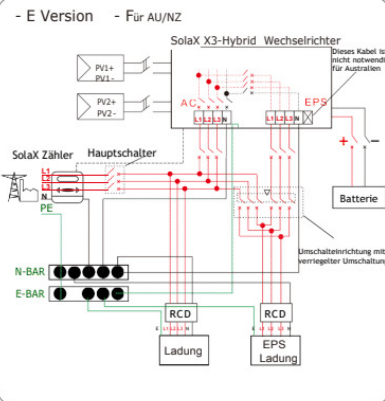 - E Version - Für AU/NZ
SolaX X3-Hybrid Wechselrichter
Dieses Kabel is
nicht notwendi
für Australien
PV1+
PV1-
PV2+
PV2-
AC
EPS
L1 L2 L3 N
L1 L2 L3 N
+ -
SolaX Zähler
Hauptschalter
L1
L2
L3
N
PE
Batterie
Umschalteinrichtung mit
verriegelter Umschaltung
N-BAR
E-BAR
RCD
RCD
E L1 L2 L3 N
E L1 L2 L3 N
Ladung
EPS
Ladung